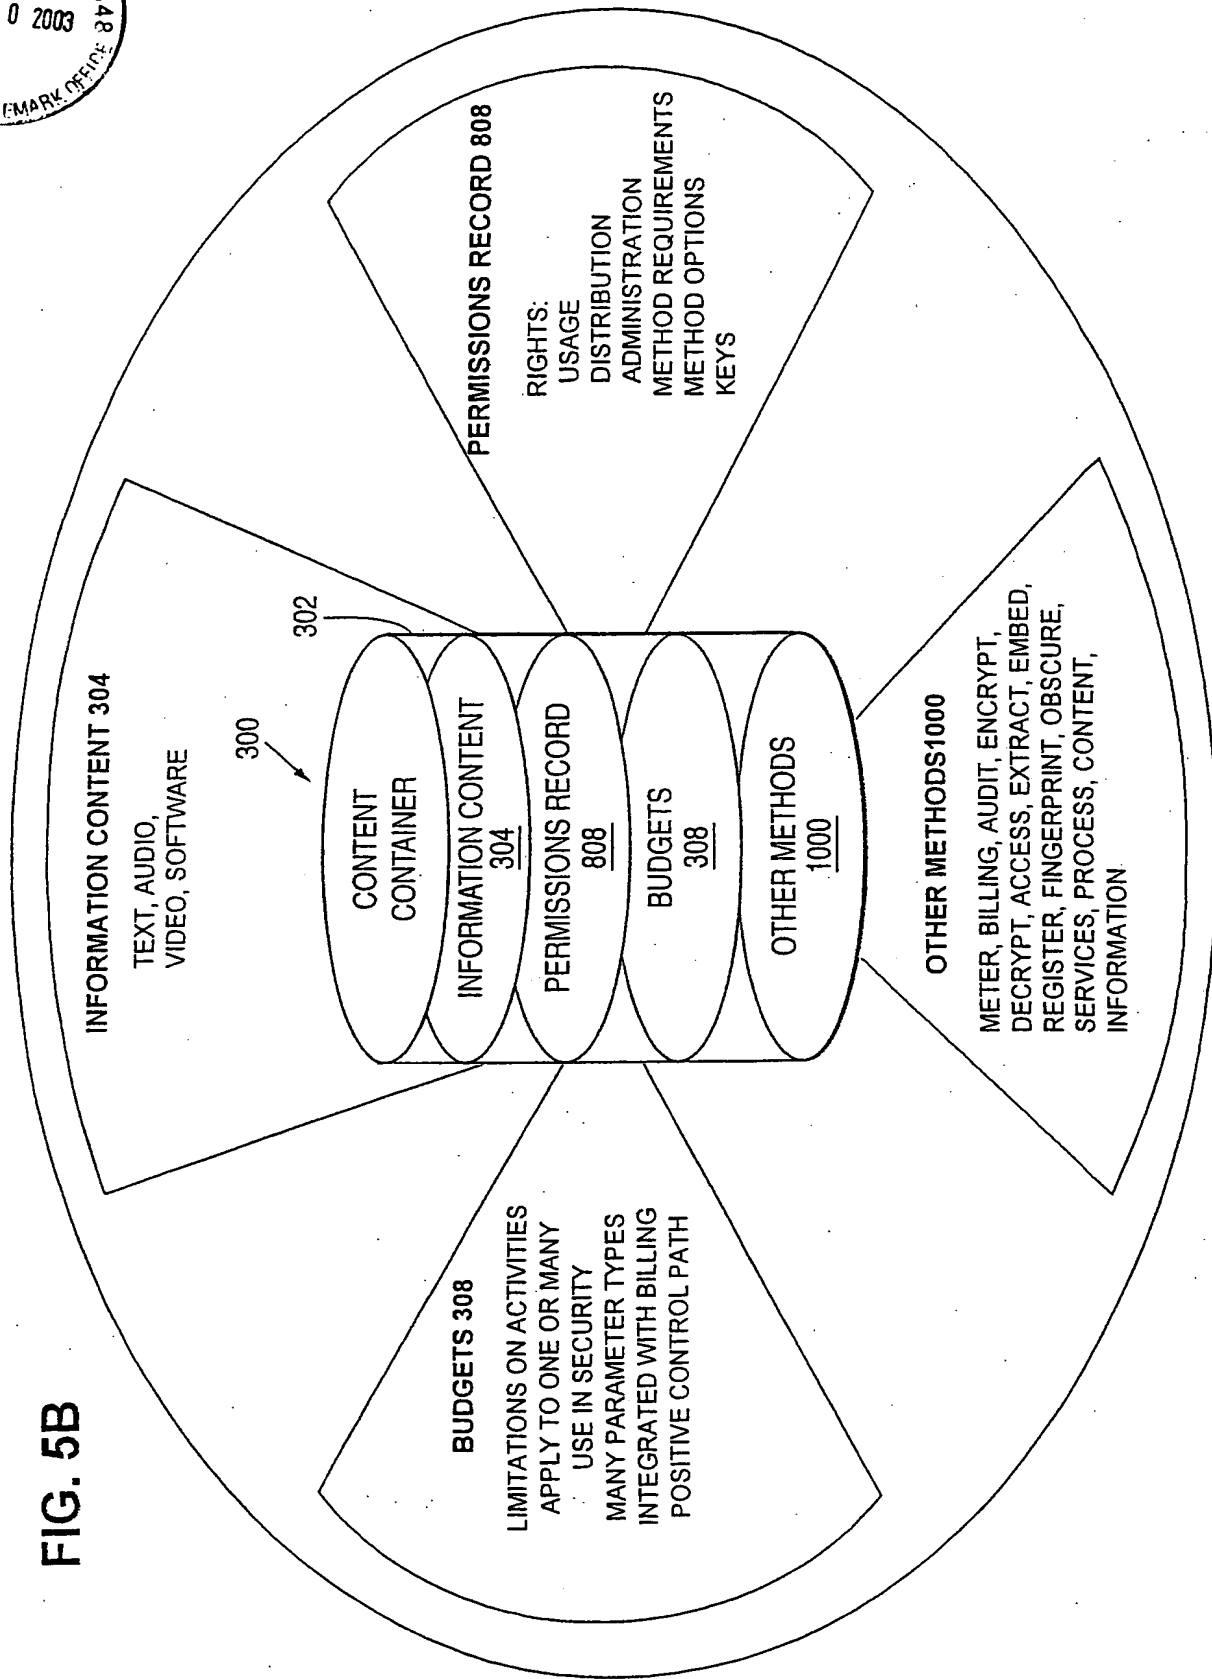 0 2003
48
EMARK OFFICE
FIG. 5B
INFORMATION CONTENT 304
TEXT, AUDIO,
VIDEO, SOFTWARE
300
302
CONTENT
CONTAINER
INFORMATION CONTENT
304
PERMISSIONS RECORD
808
BUDGETS
308
OTHER METHODS
1000
BUDGETS 308
LIMITATIONS ON ACTIVITIES
APPLY TO ONE OR MANY
USE IN SECURITY
MANY PARAMETER TYPES
INTEGRATED WITH BILLING
POSITIVE CONTROL PATH
PERMISSIONS RECORD 808
RIGHTS:
USAGE
DISTRIBUTION
ADMINISTRATION
METHOD REQUIREMENTS
METHOD OPTIONS
KEYS
OTHER METHODS1000
METER, BILLING, AUDIT, ENCRYPT,
DECRYPT, ACCESS, EXTRACT, EMBED,
REGISTER, FINGERPRINT, OBSCURE,
SERVICES, PROCESS, CONTENT,
INFORMATION